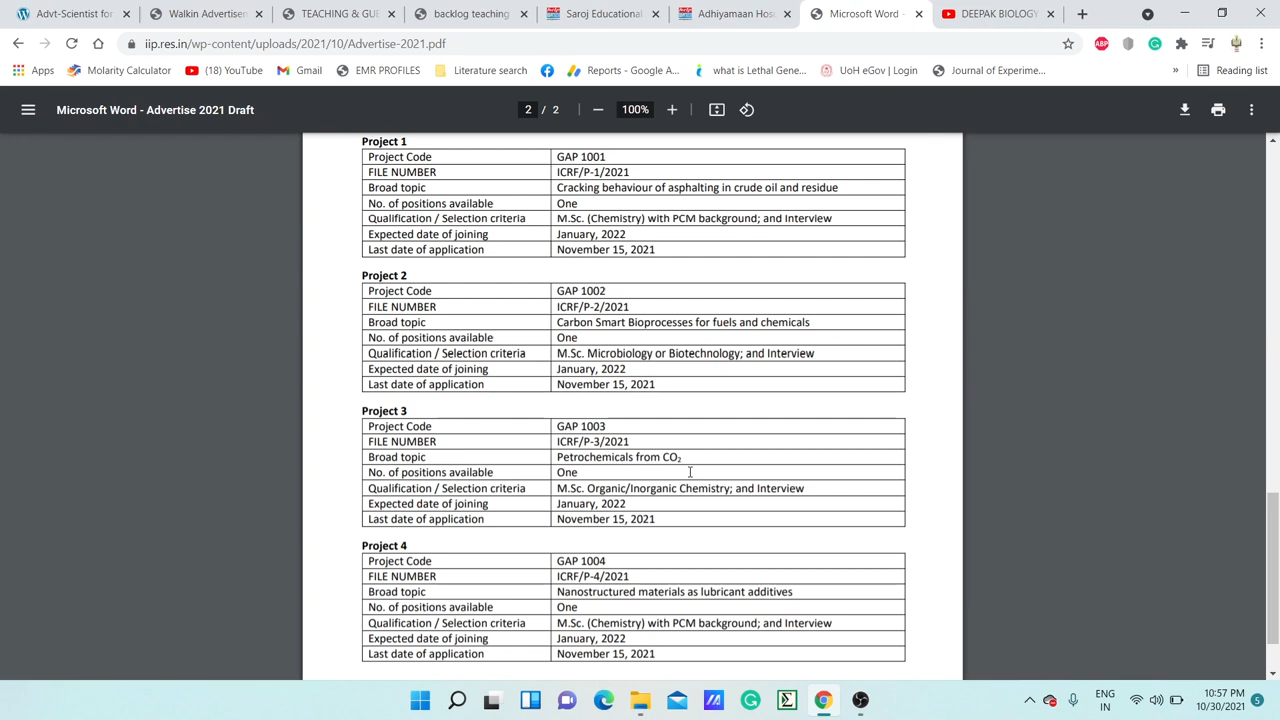 Advt-Scientist for
Walkin Advertisen
TEACHING & GUE
backlog teaching
Saroj Educational
Adhiyamaan Hosu
Microsoft Word -
DEEPAK BIOLOGY
iip.res.in/wp-content/uploads/2021/10/Advertise-2021.pdf
ABP
Apps
Molarity Calculator
(18) YouTube
Gmail
EMR PROFILES
Literature search
Reports - Google A...
what is Lethal Gene...
UoH eGov | Login
Journal of Experime...
»
Reading list
Microsoft Word - Advertise 2021 Draft
2 / 2
100%
Project 1
Project Code GAP 1001
FILE NUMBER ICRF/P-1/2021
Broad topic Cracking behaviour of asphalting in crude oil and residue
No. of positions available One
Qualification / Selection criteria M.Sc. (Chemistry) with PCM background; and Interview
Expected date of joining January, 2022
Last date of application November 15, 2021
Project 2
Project Code GAP 1002
FILE NUMBER ICRF/P-2/2021
Broad topic Carbon Smart Bioprocesses for fuels and chemicals
No. of positions available One
Qualification / Selection criteria M.Sc. Microbiology or Biotechnology; and Interview
Expected date of joining January, 2022
Last date of application November 15, 2021
Project 3
Project Code GAP 1003
FILE NUMBER ICRF/P-3/2021
Broad topic Petrochemicals from CO₂
No. of positions available One
Qualification / Selection criteria M.Sc. Organic/Inorganic Chemistry; and Interview
Expected date of joining January, 2022
Last date of application November 15, 2021
Project 4
Project Code GAP 1004
FILE NUMBER ICRF/P-4/2021
Broad topic Nanostructured materials as lubricant additives
No. of positions available One
Qualification / Selection criteria M.Sc. (Chemistry) with PCM background; and Interview
Expected date of joining January, 2022
Last date of application November 15, 2021
ENG
IN
10:57 PM
10/30/2021
5